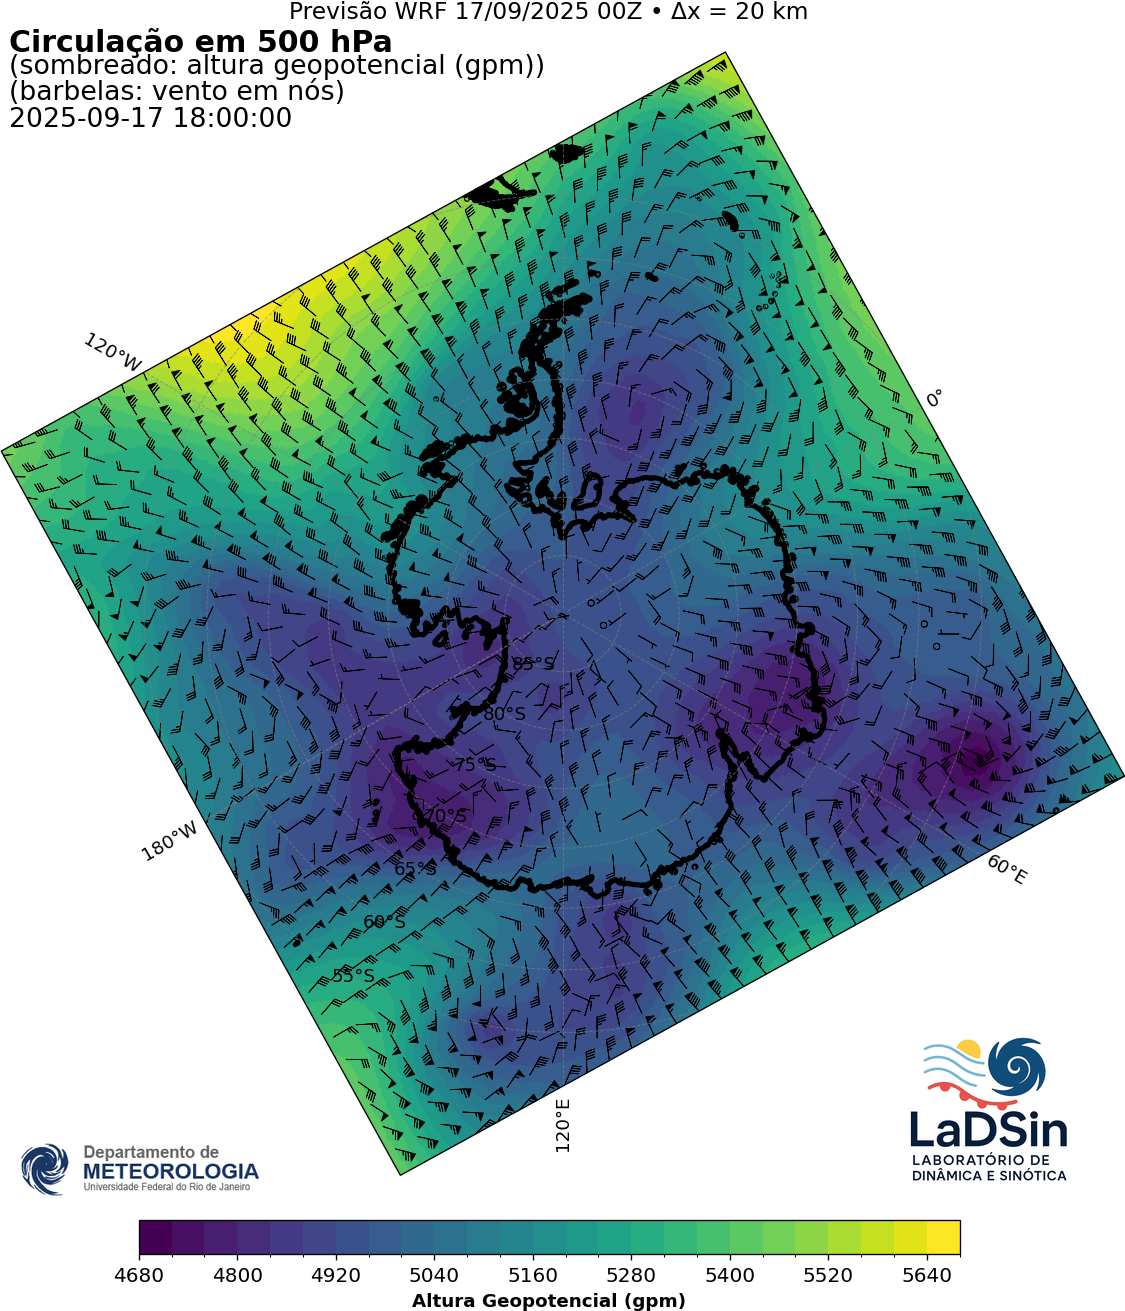 Previsão WRF 17/09/2025 00Z • Δx = 20 km
Circulação em 500 hPa
(sombreado: altura geopotencial (gpm))
(barbelas: vento em nós)
2025-09-17 18:00:00
120°W
0°
85°S
80°S
75°S
70°S
65°S
60°S
55°S
180°W
60°E
120°E
LaDSin
LABORATÓRIO DE
DINÂMICA E SINÓTICA
Departamento de
METEOROLOGIA
Universidade Federal do Rio de Janeiro
4680 4800 4920 5040 5160 5280 5400 5520 5640
Altura Geopotencial (gpm)